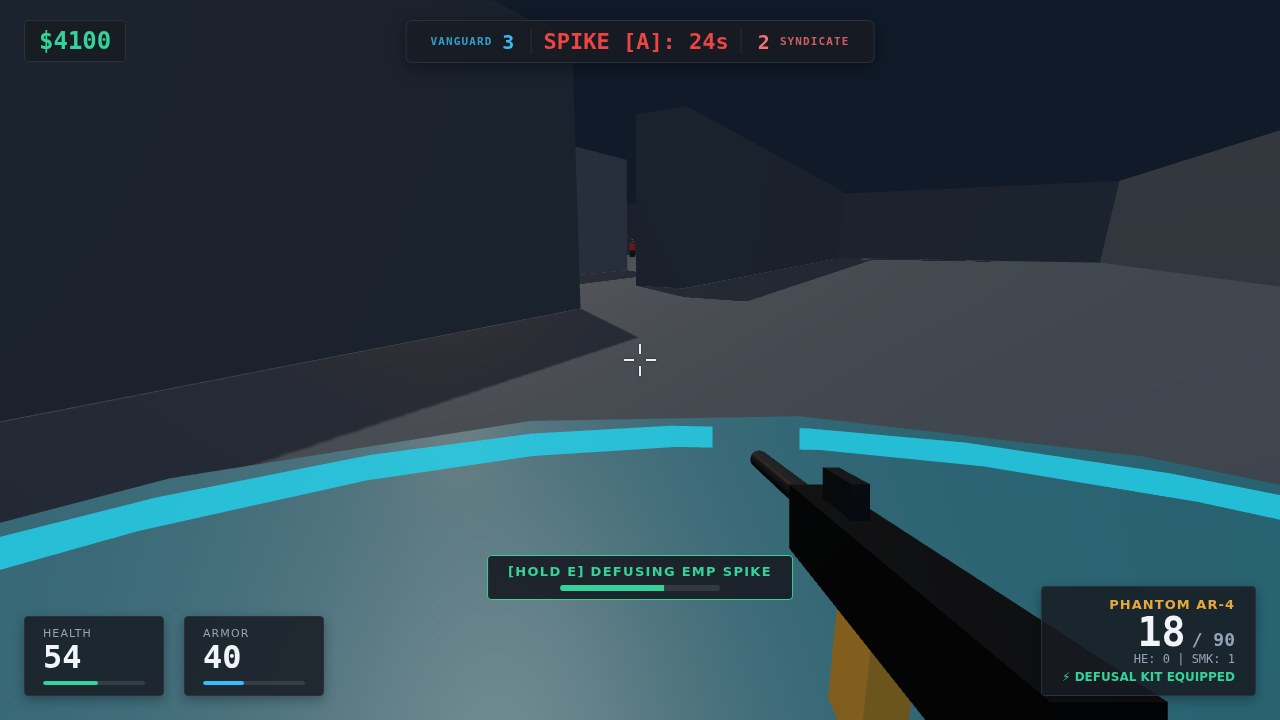 $4100
VANGUARD 3 SPIKE [A]: 24s 2 SYNDICATE
[HOLD E] DEFUSING EMP SPIKE
HEALTH
54
ARMOR
40
PHANTOM AR-4
18 / 90
HE: 0 | SMK: 1
⚡ DEFUSAL KIT EQUIPPED